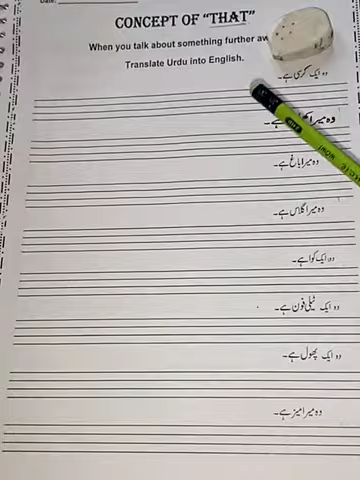 Date:
CONCEPT OF “THAT”
When you talk about something further aw
Translate Urdu into English.
وہ ایک کرسی ہے۔
وہ میرا ہے۔
وہ میرا باغ ہے۔
وہ میرا گلاس ہے۔
وہ ایک کوا ہے۔
وہ ایک ٹیلی فون ہے۔
وہ ایک پھول ہے۔
وہ میرا میز ہے۔